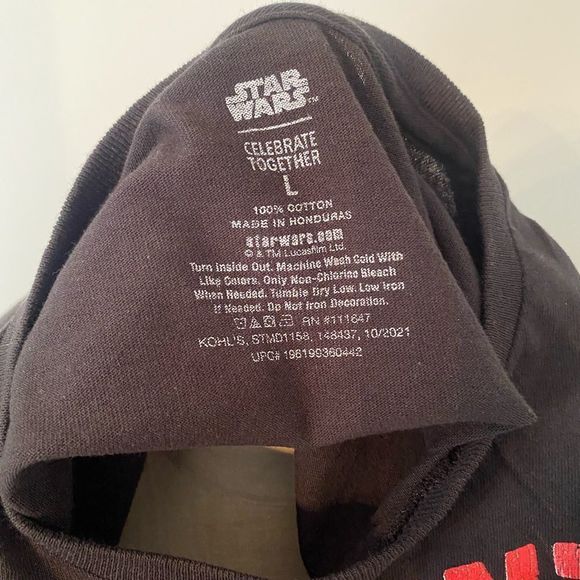 STAR
WARS™
CELEBRATE
TOGETHER
L
100% COTTON
MADE IN HONDURAS
starwars.com
© & TM Lucasfilm Ltd.
Turn Inside Out. Machine Wash Cold With
Like Colors. Only Non-Chlorine Bleach
When Needed. Tumble Dry Low. Low Iron
If Needed. Do Not Iron Decoration.
RN #111647
KOHL'S, STMD1158, 148437, 10/2021
UPC# 196199360442